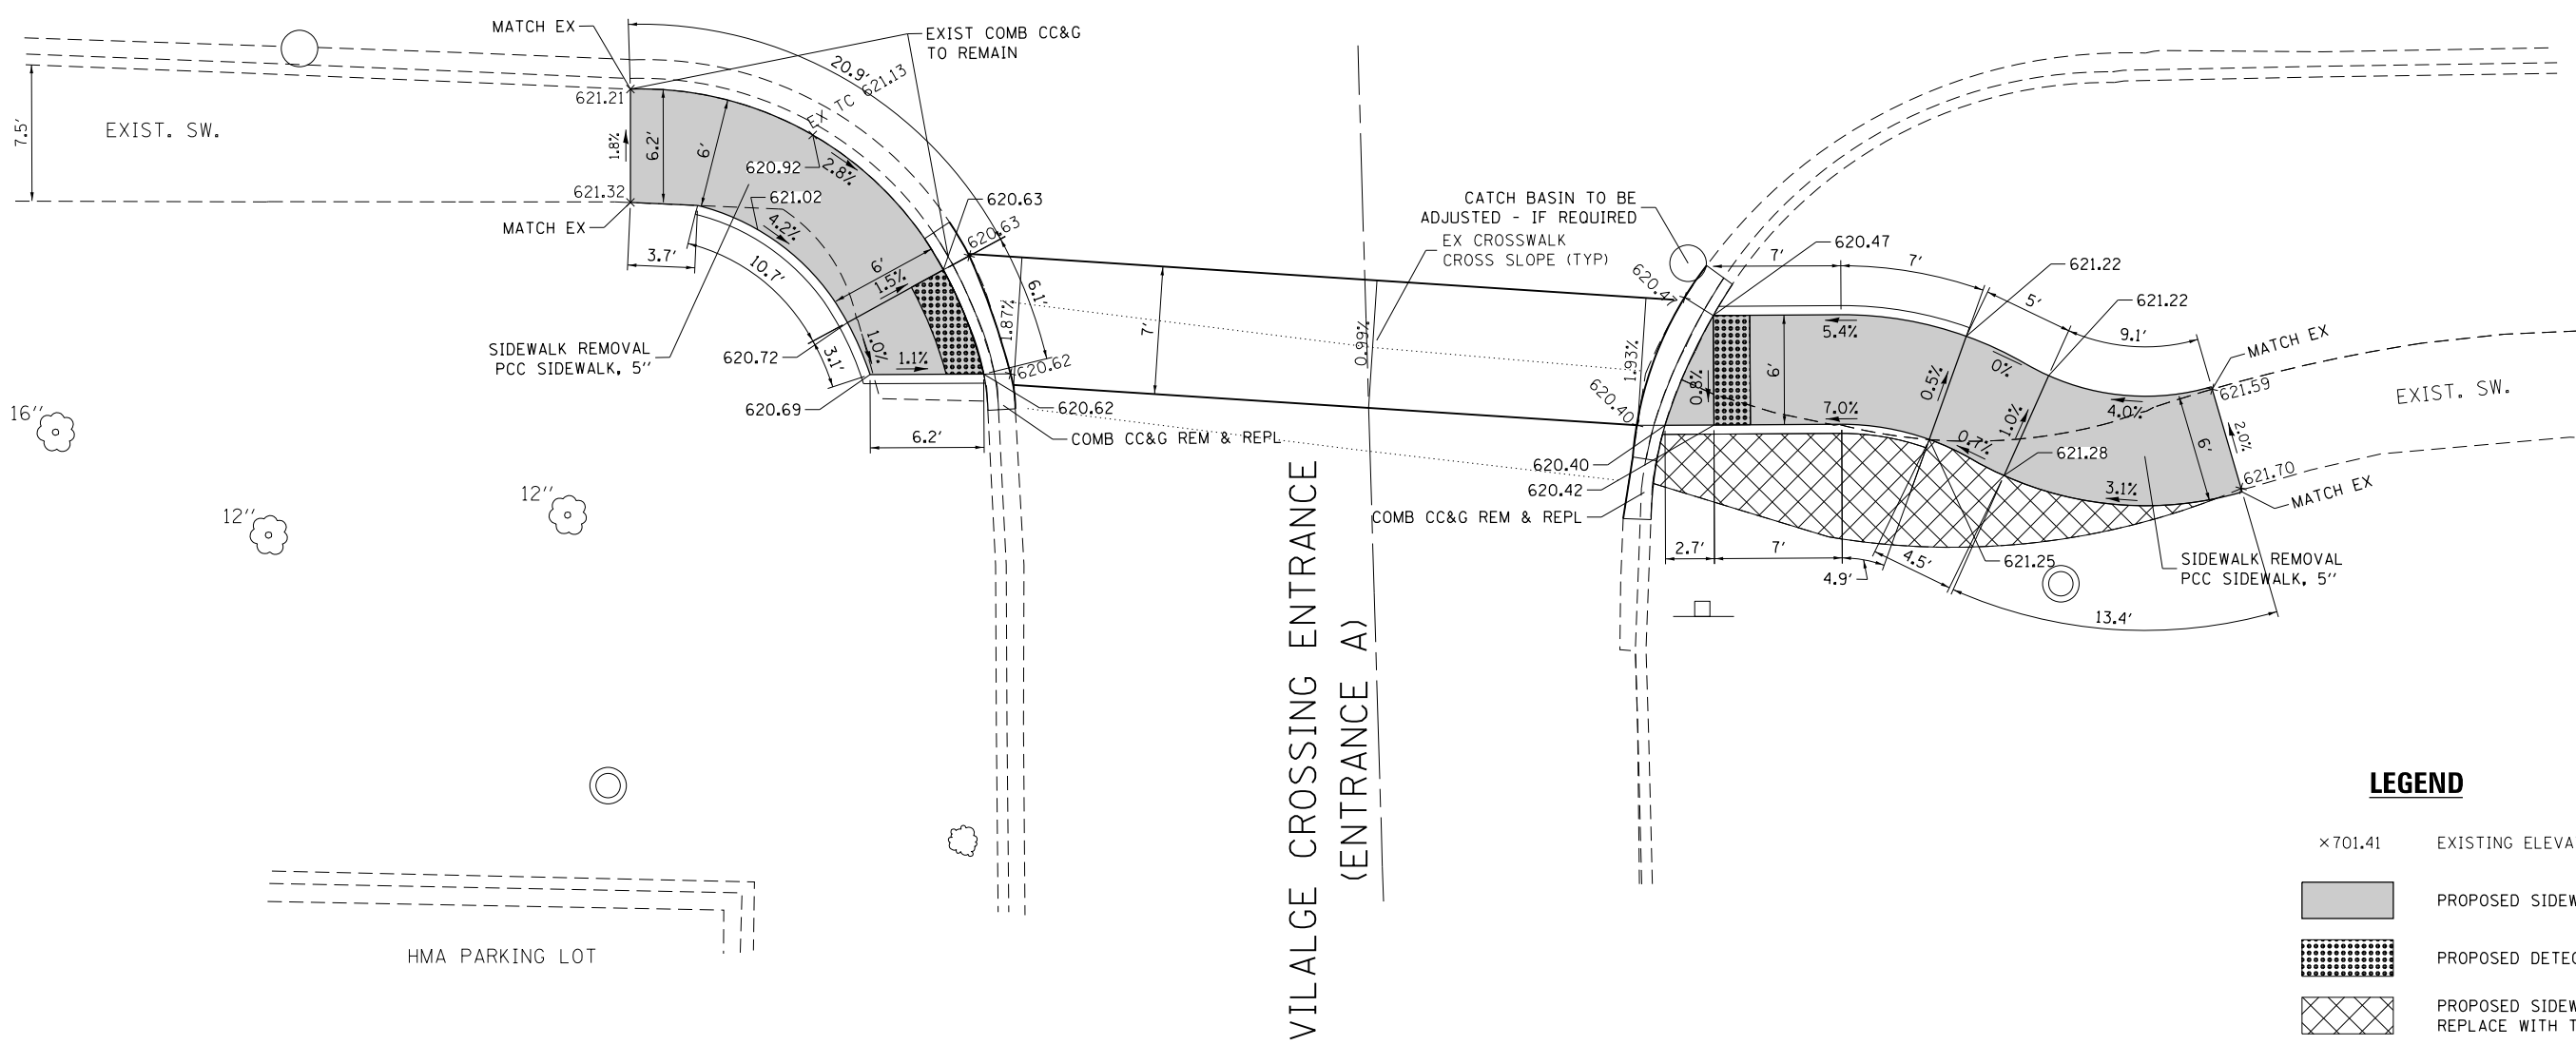 MATCH EX
EXIST COMB CC&G
TO REMAIN
20.9'
EX TC 621.13
621.21
7.5'
EXIST. SW.
1.8%
6.2'
6'
620.92
2.8%
621.32
621.02
4.2%
MATCH EX
3.7'
10.7'
620.63
620.63
6'
1.5%
6.1'
1.87%
SIDEWALK REMOVAL
PCC SIDEWALK, 5"
620.72
3.1'
1.0%
1.1%
620.62
620.69
620.62
6.2'
COMB CC&G REM & REPL
7'
0.99%
CATCH BASIN TO BE
ADJUSTED - IF REQUIRED
EX CROSSWALK
CROSS SLOPE (TYP)
620.47
7'
620.47
7'
621.22
5'
621.22
9.1'
MATCH EX
621.59
EXIST. SW.
1.93%
620.40
0.8%
6'
5.4%
7.0%
0.5%
0%
1.0%
0.7%
4.0%
6'
2.0%
621.70
MATCH EX
3.1%
621.28
620.40
620.42
COMB CC&G REM & REPL
2.7'
7'
4.9'
4.5'
621.25
SIDEWALK REMOVAL
PCC SIDEWALK, 5"
13.4'
16"
12"
12"
VILALGE CROSSING ENTRANCE
(ENTRANCE A)
HMA PARKING LOT
LEGEND
×701.41
EXISTING ELEVA
PROPOSED SIDEW
PROPOSED DETEC
PROPOSED SIDEW
REPLACE WITH T